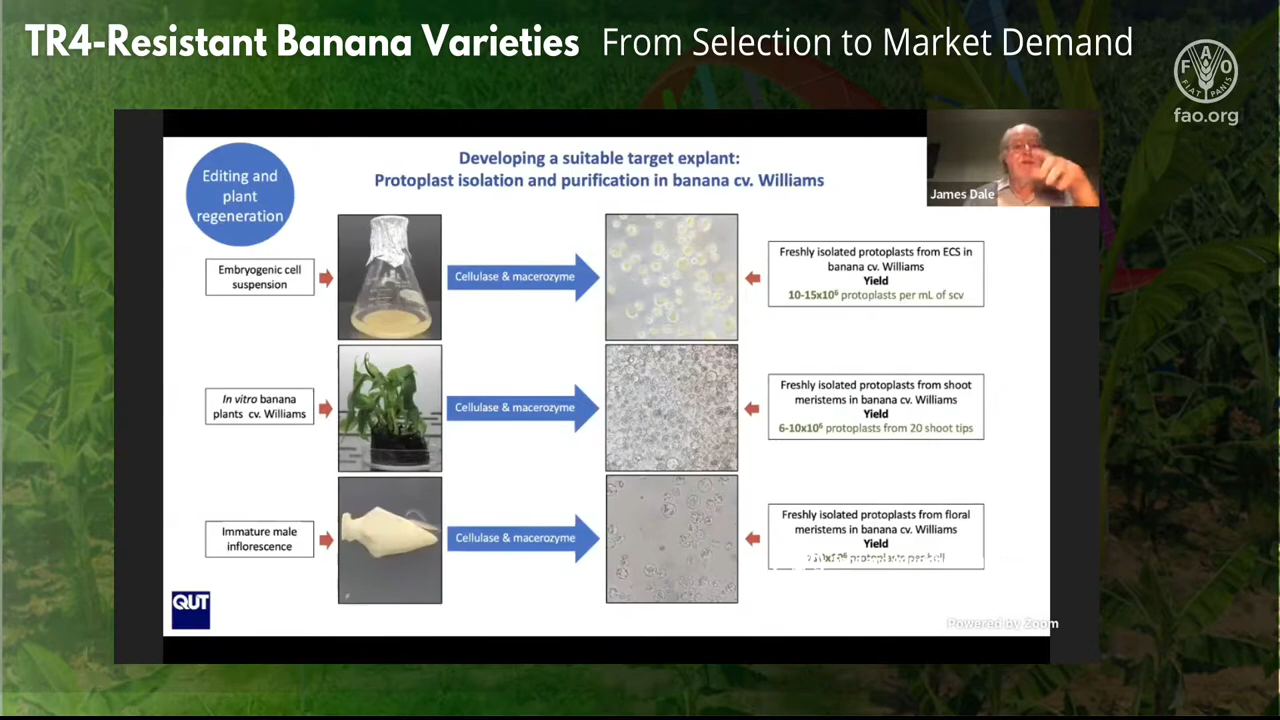 TR4-Resistant Banana Varieties From Selection to Market Demand
FAO
FIAT PANIS
fao.org
James Dale
Editing and
plant
regeneration
Developing a suitable target explant:
Protoplast isolation and purification in banana cv. Williams
Embryogenic cell
suspension
Cellulase & macerozyme
Freshly isolated protoplasts from ECS in
banana cv. Williams
Yield
10-15x10⁶ protoplasts per mL of scv
In vitro banana
plants cv. Williams
Cellulase & macerozyme
Freshly isolated protoplasts from shoot
meristems in banana cv. Williams
Yield
6-10x10⁶ protoplasts from 20 shoot tips
Immature male
inflorescence
Cellulase & macerozyme
Freshly isolated protoplasts from floral
meristems in banana cv. Williams
Yield
protoplasts per
QUT
Powered by Zoom